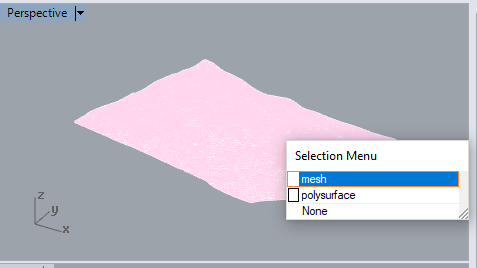 Perspective
Selection Menu
mesh
polysurface
None
z
y
x